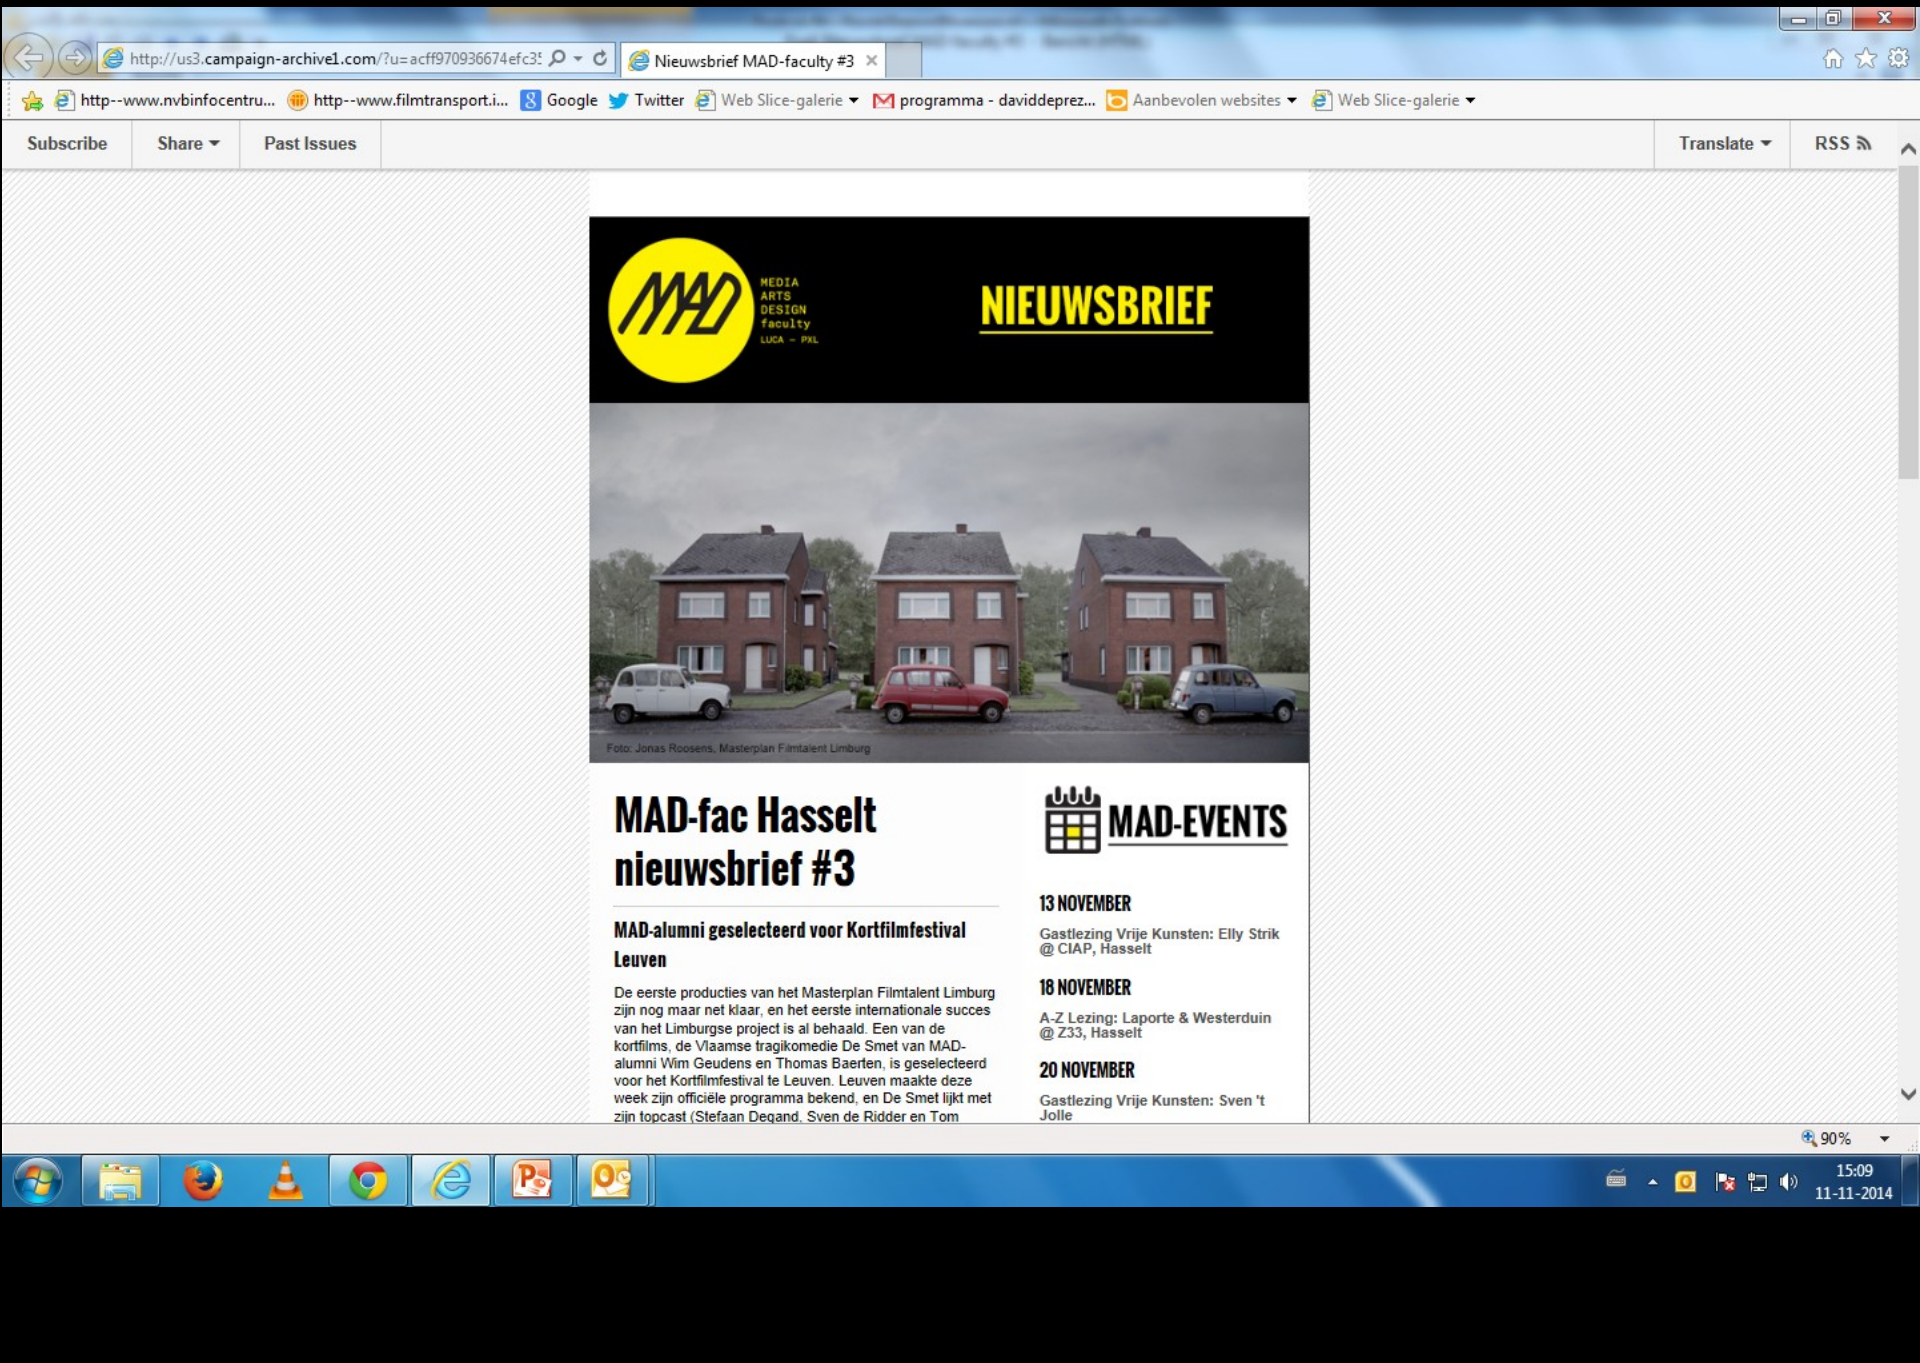 http://us3.campaign-archive1.com/?u=acff970936674efc35
Nieuwsbrief MAD-faculty #3
http--www.nvbinfocentru... http--www.filmtransport.i... Google Twitter Web Slice-galerie programma - daviddeprez... Aanbevolen websites Web Slice-galerie
Subscribe Share Past Issues Translate RSS
MAD
MEDIA
ARTS
DESIGN
faculty
LUCA – PXL
NIEUWSBRIEF
Foto: Jonas Roosens, Masterplan Filmtalent Limburg
MAD-fac Hasselt
nieuwsbrief #3
MAD-alumni geselecteerd voor Kortfilmfestival
Leuven
De eerste producties van het Masterplan Filmtalent Limburg
zijn nog maar net klaar, en het eerste internationale succes
van het Limburgse project is al behaald. Een van de
kortfilms, de Vlaamse tragikomedie De Smet van MAD-
alumni Wim Geudens en Thomas Baerten, is geselecteerd
voor het Kortfilmfestival te Leuven. Leuven maakte deze
week zijn officiële programma bekend, en De Smet lijkt met
zijn topcast (Stefaan Degand, Sven de Ridder en Tom
MAD-EVENTS
13 NOVEMBER
Gastlezing Vrije Kunsten: Elly Strik
@ CIAP, Hasselt
18 NOVEMBER
A-Z Lezing: Laporte & Westerduin
@ Z33, Hasselt
20 NOVEMBER
Gastlezing Vrije Kunsten: Sven 't
Jolle
90%
15:09
11-11-2014